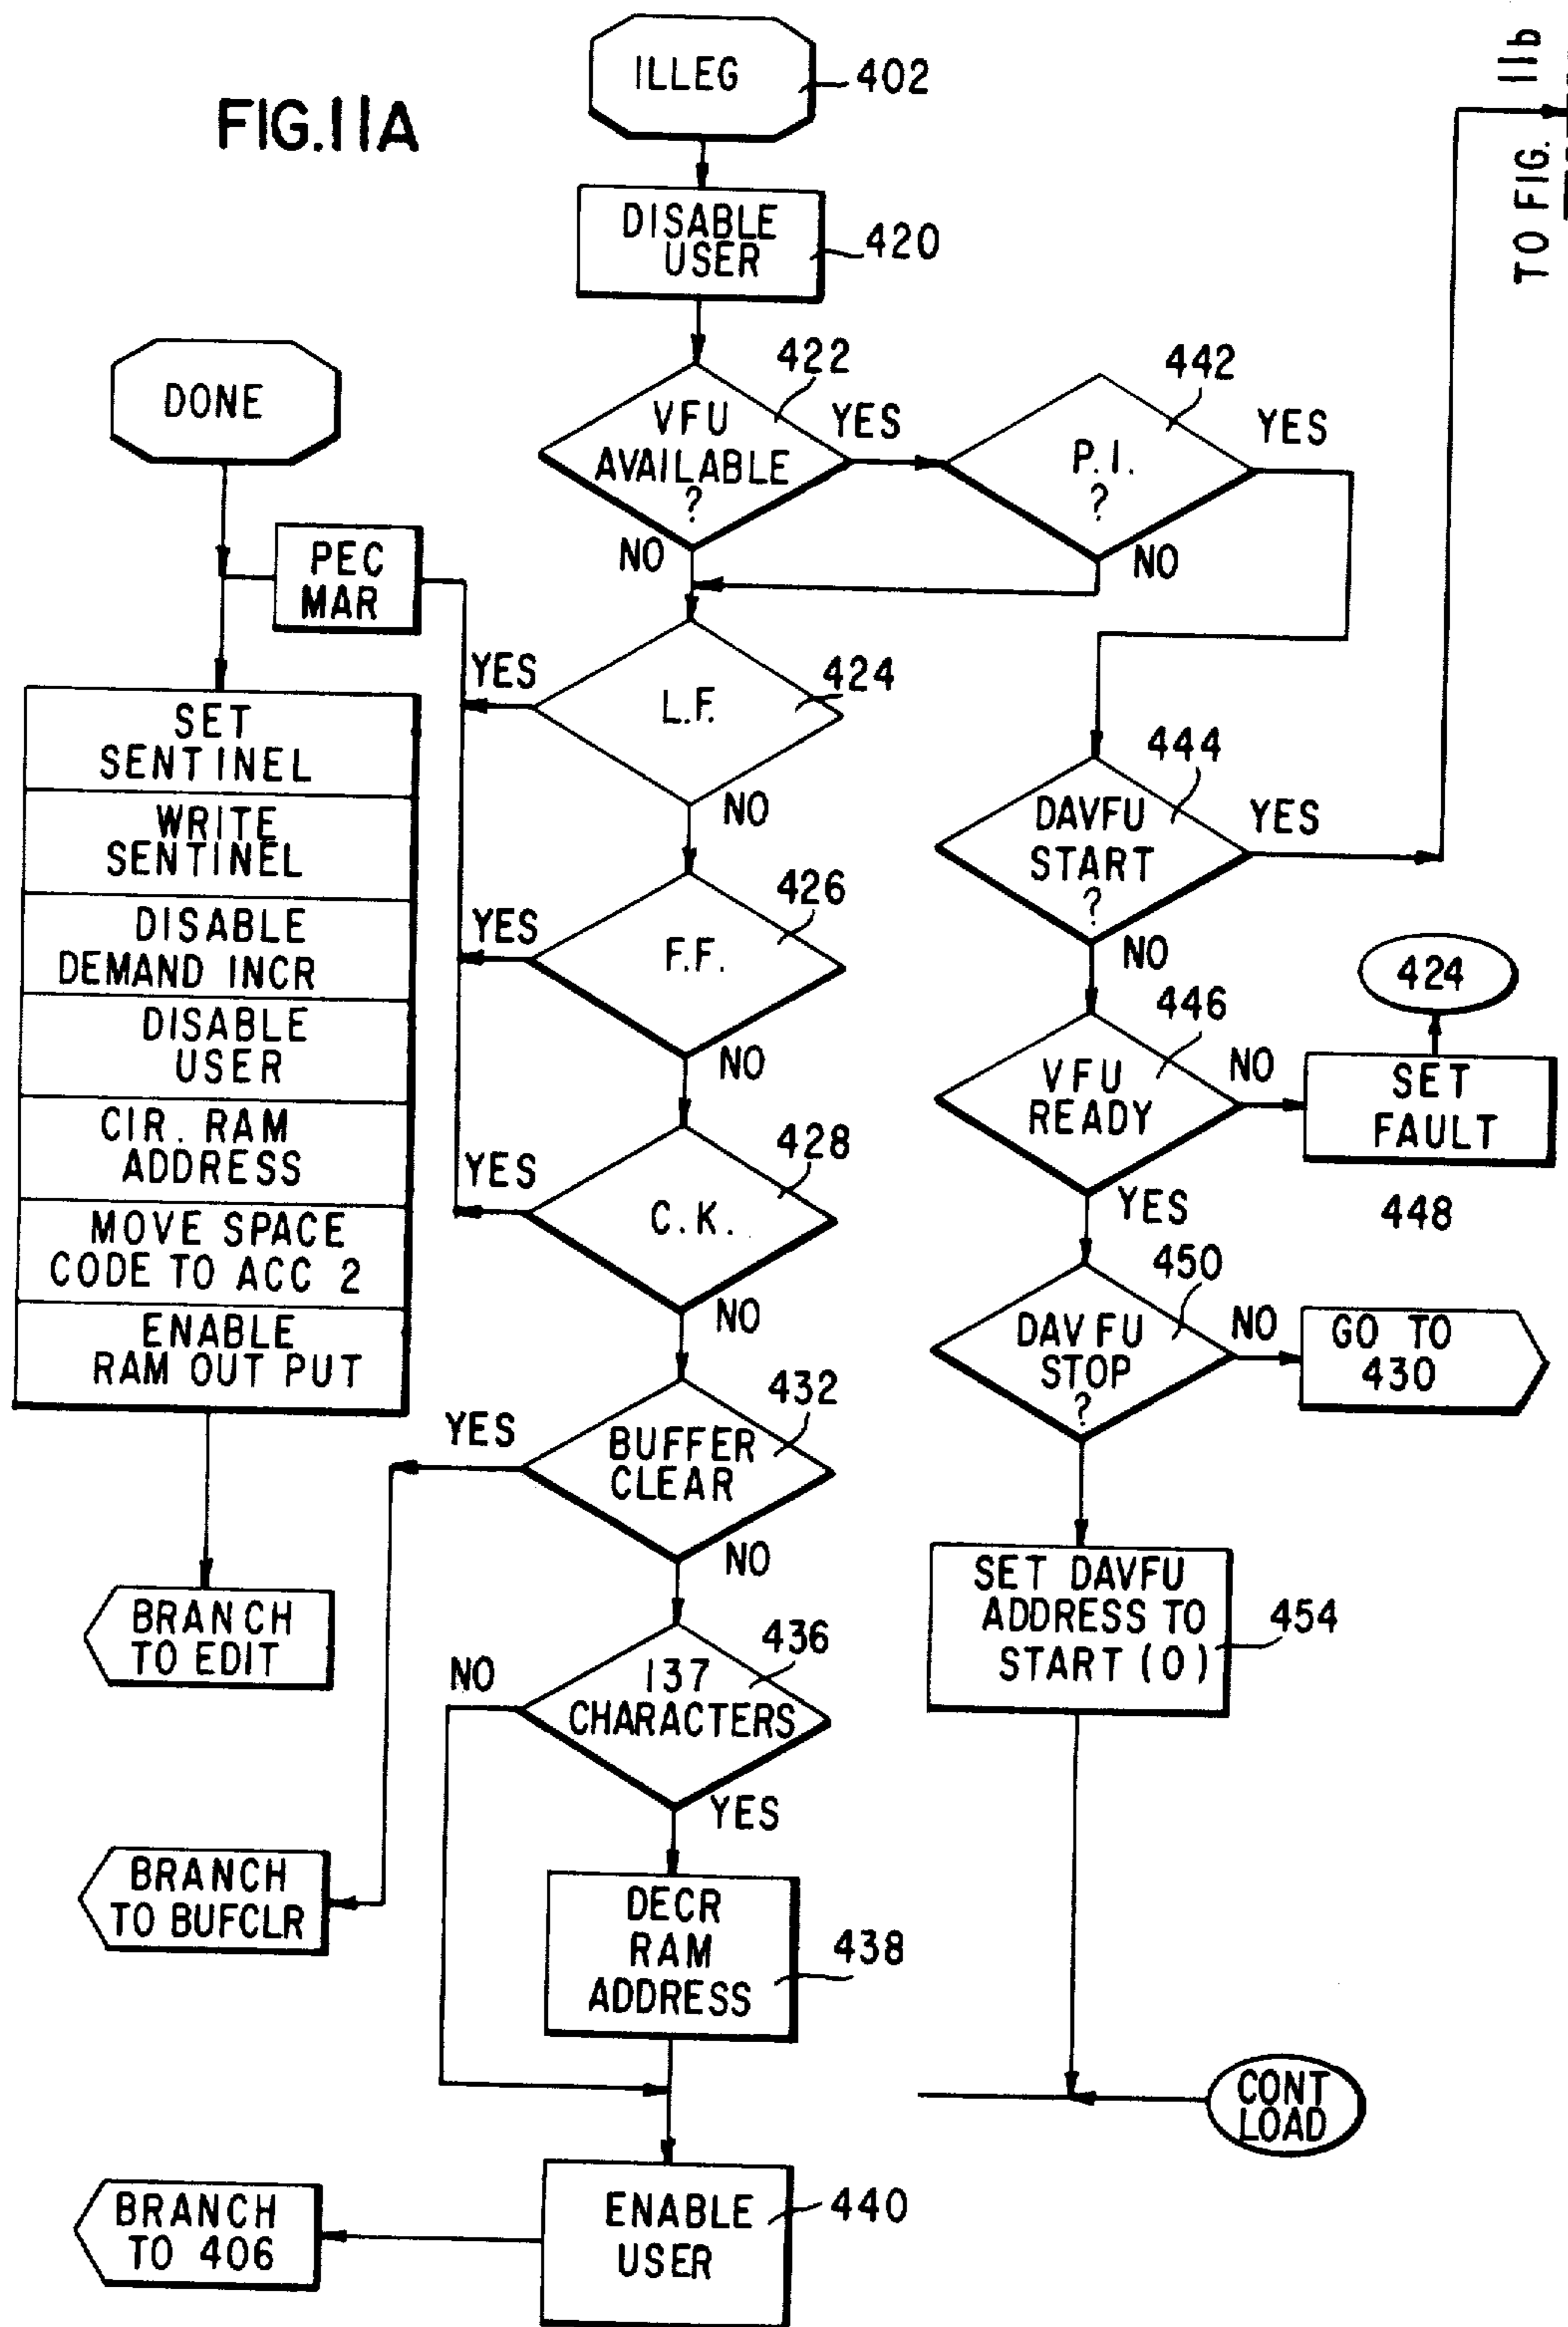 FIG.11A
ILLEG
402
TO FIG. 11b
DISABLE
USER
420
DONE
VFU
AVAILABLE
?
422
YES
NO
P.I.
?
442
YES
NO
PEC
MAR
L.F.
424
YES
NO
SET
SENTINEL
WRITE
SENTINEL
DISABLE
DEMAND INCR
DISABLE
USER
CIR. RAM
ADDRESS
MOVE SPACE
CODE TO ACC 2
ENABLE
RAM OUT PUT
DAVFU
START
?
444
YES
NO
F.F.
426
YES
NO
424
VFU
READY
446
NO
YES
SET
FAULT
448
C.K.
428
YES
NO
DAVFU
STOP
?
450
NO
GO TO
430
BUFFER
CLEAR
432
YES
NO
BRANCH
TO EDIT
SET DAVFU
ADDRESS TO
START (0)
454
137
CHARACTERS
436
NO
YES
BRANCH
TO BUFCLR
DECR
RAM
ADDRESS
438
CONT
LOAD
BRANCH
TO 406
ENABLE
USER
440